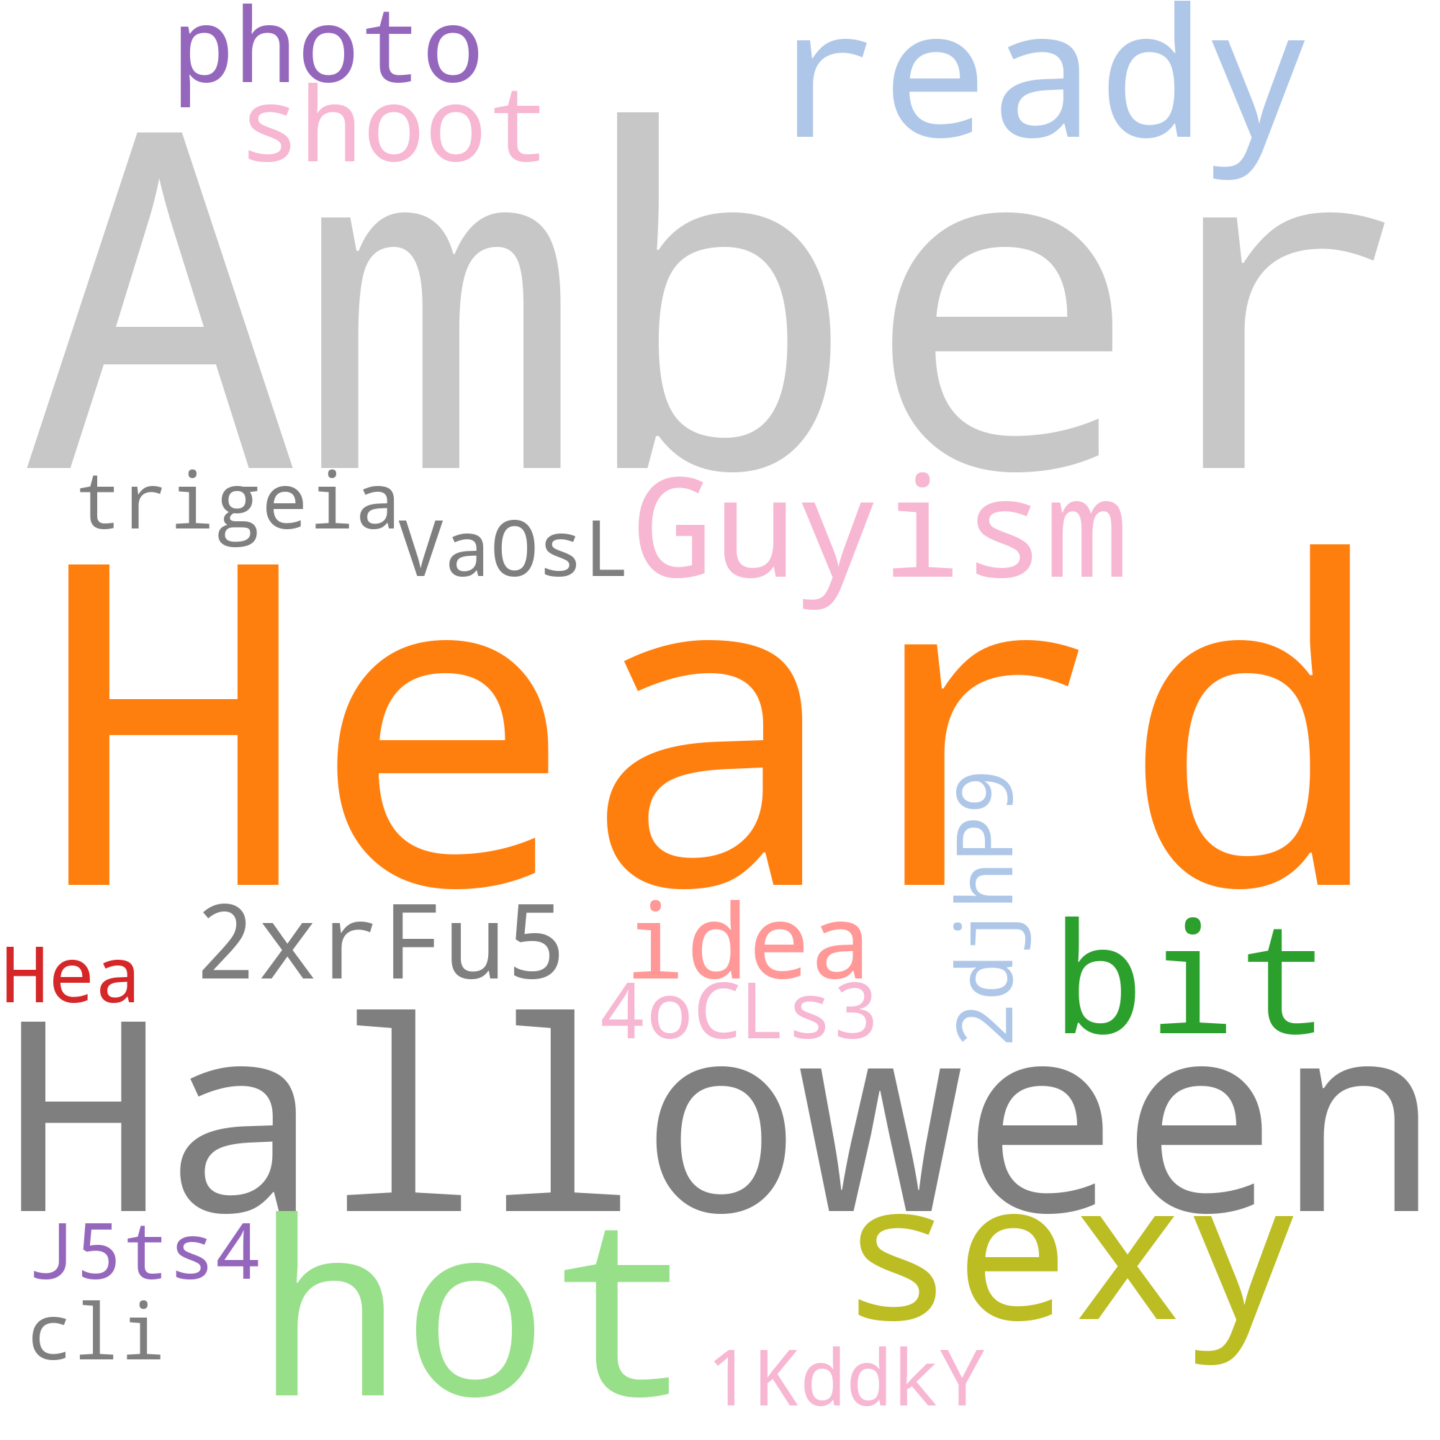 photo
ready
shoot
Amber
trigeia
VaOsL
Guyism
Heard
2djhP9
2xrFu5
idea
bit
Hea
4oCLs3
Halloween
J5ts4
hot
sexy
cli
1KddkY